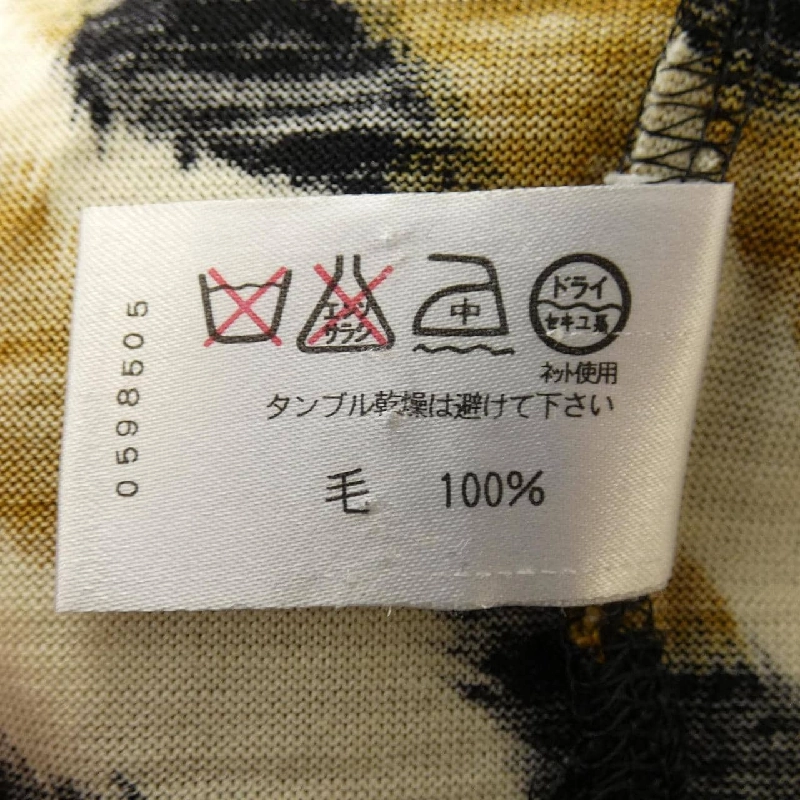 エンソ
サラシ
中
ドライ
セキユ系
ネット使用
タンブル乾燥は避けて下さい
毛 100%
0598505